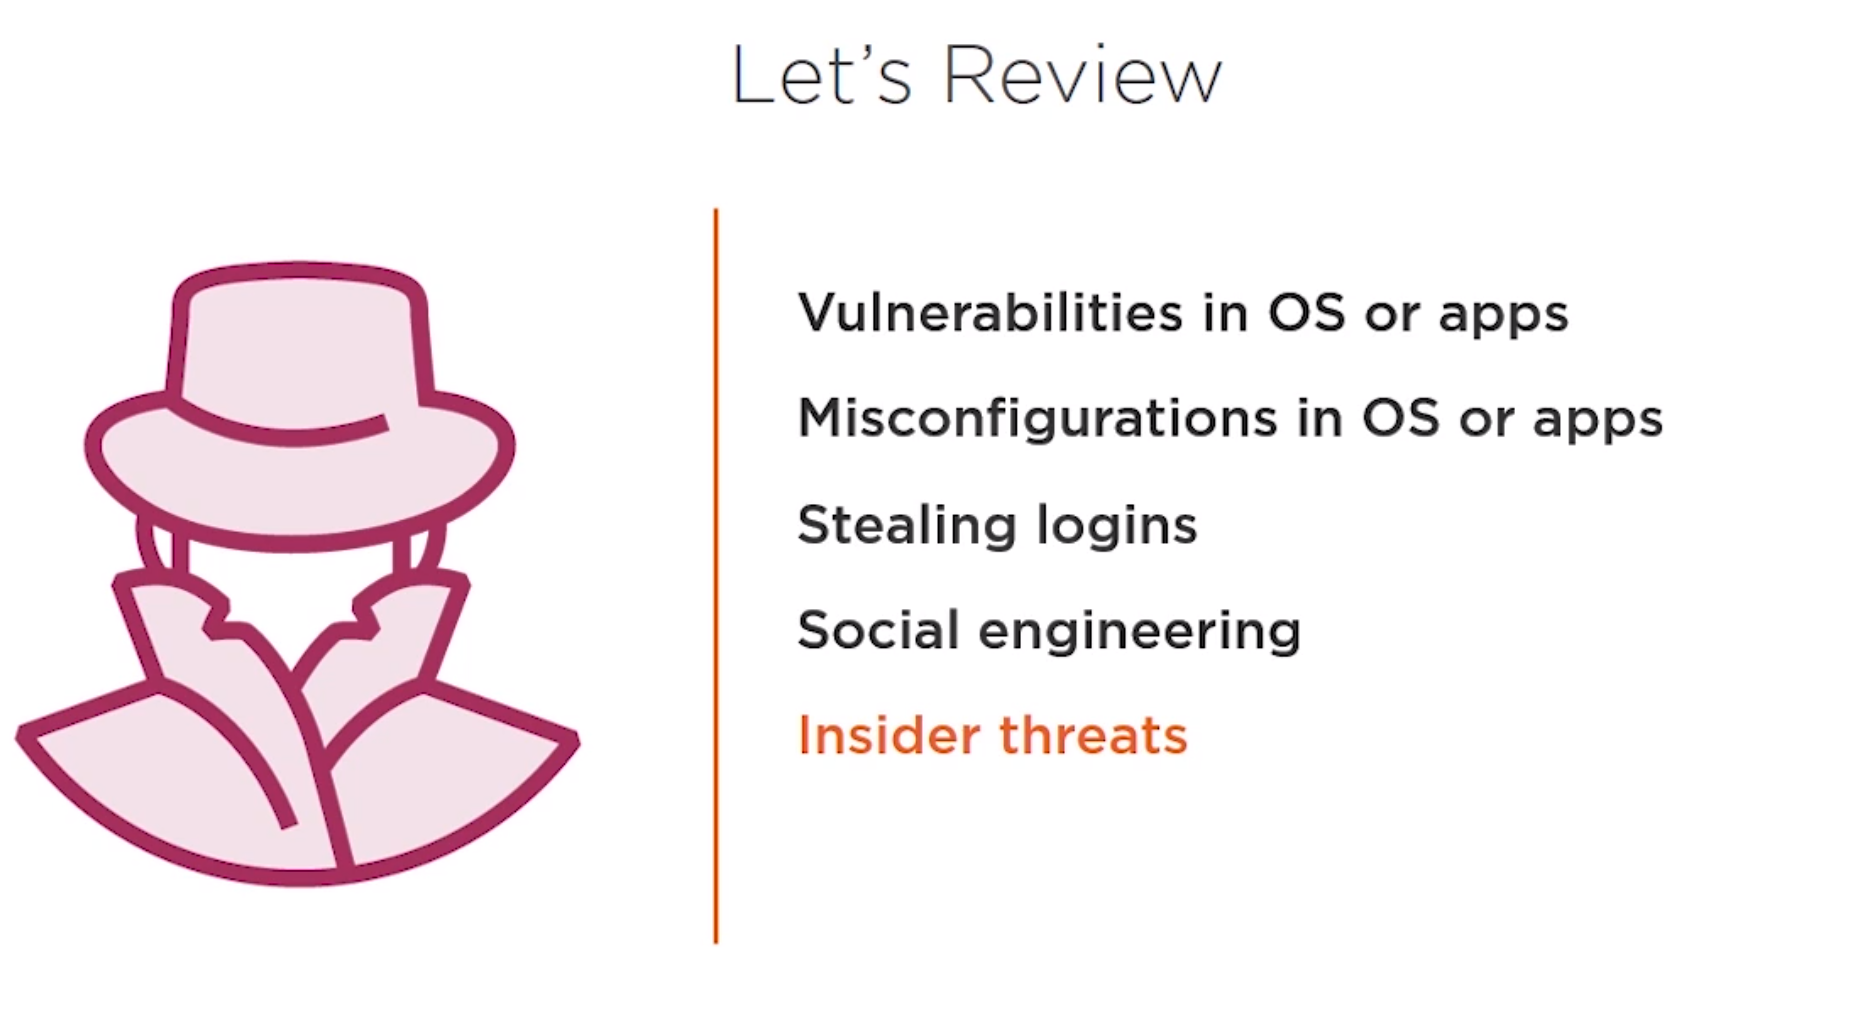 Let’s Review
Vulnerabilities in OS or apps
Misconfigurations in OS or apps
Stealing logins
Social engineering
Insider threats